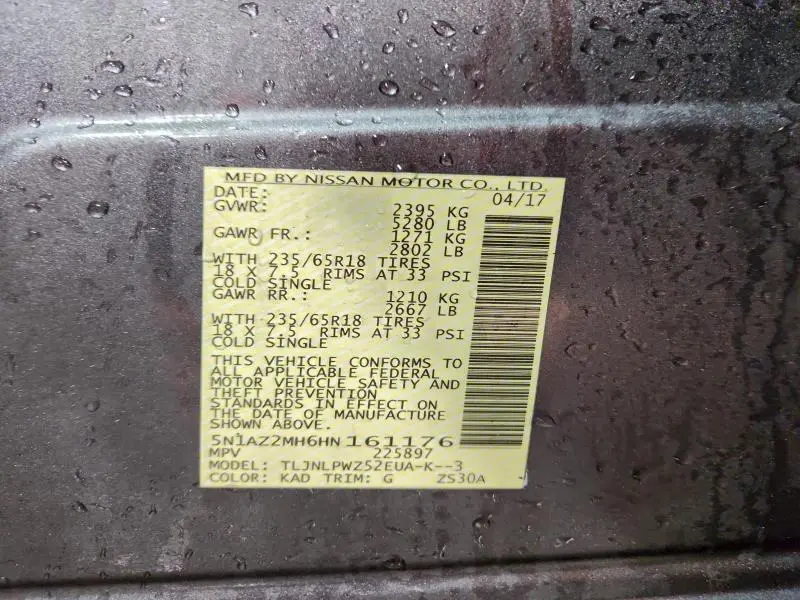 MFD BY NISSAN MOTOR CO., LTD.
DATE: 04/17
GVWR: 2395 KG
5280 LB
GAWR FR.: 1271 KG
2802 LB
WITH 235/65R18 TIRES
18 X 7.5 RIMS AT 33 PSI
COLD SINGLE
GAWR RR.: 1210 KG
2667 LB
WITH 235/65R18 TIRES
18 X 7.5 RIMS AT 33 PSI
COLD SINGLE
THIS VEHICLE CONFORMS TO
ALL APPLICABLE FEDERAL
MOTOR VEHICLE SAFETY AND
THEFT PREVENTION
STANDARDS IN EFFECT ON
THE DATE OF MANUFACTURE
SHOWN ABOVE.
5N1AZ2MH6HN161176
MPV 225897
MODEL: TLJNLPWZ52EUA-K--3
COLOR: KAD TRIM: G ZS30A